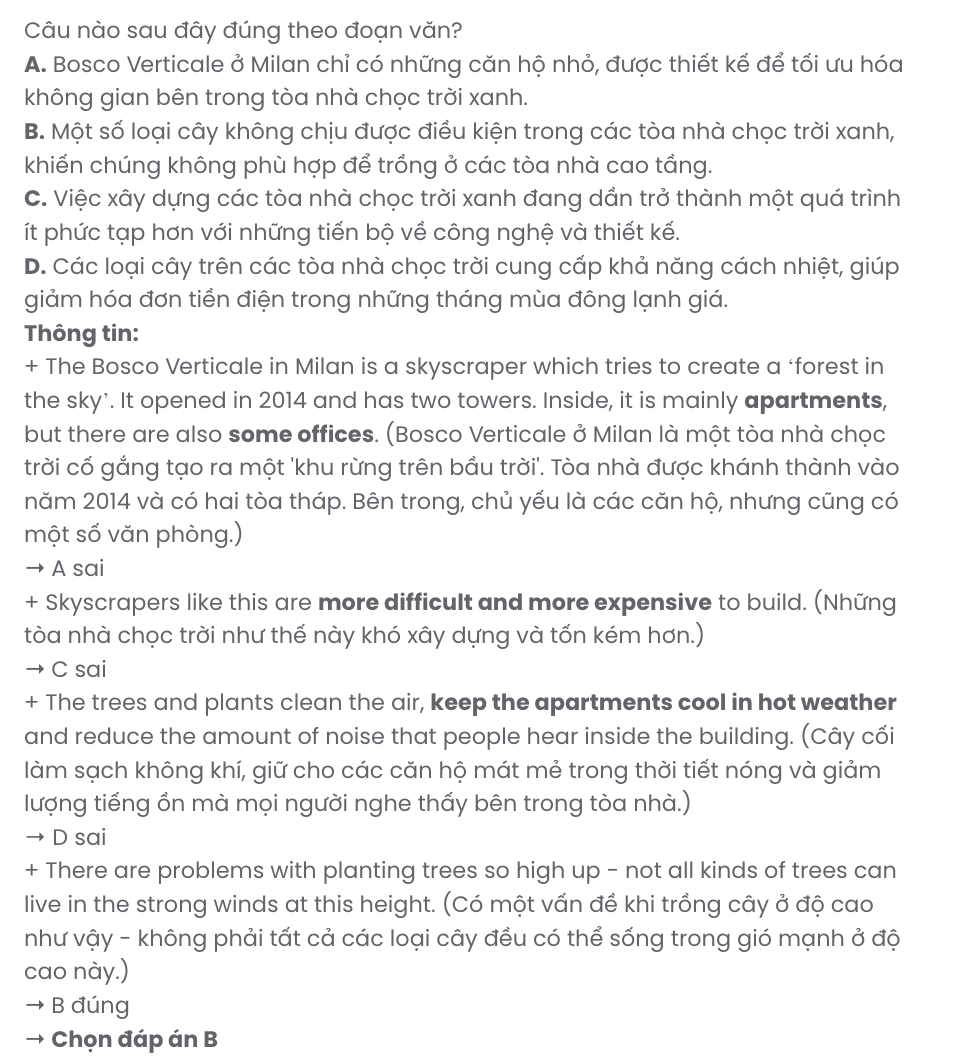 Câu nào sau đây đúng theo đoạn văn?
A. Bosco Verticale ở Milan chỉ có những căn hộ nhỏ, được thiết kế để tối ưu hóa
không gian bên trong tòa nhà chọc trời xanh.
B. Một số loại cây không chịu được điều kiện trong các tòa nhà chọc trời xanh,
khiến chúng không phù hợp để trồng ở các tòa nhà cao tầng.
C. Việc xây dựng các tòa nhà chọc trời xanh đang dần trở thành một quá trình
ít phức tạp hơn với những tiến bộ về công nghệ và thiết kế.
D. Các loại cây trên các tòa nhà chọc trời cung cấp khả năng cách nhiệt, giúp
giảm hóa đơn tiền điện trong những tháng mùa đông lạnh giá.
Thông tin:
+ The Bosco Verticale in Milan is a skyscraper which tries to create a ‘forest in
the sky’. It opened in 2014 and has two towers. Inside, it is mainly apartments,
but there are also some offices. (Bosco Verticale ở Milan là một tòa nhà chọc
trời cố gắng tạo ra một 'khu rừng trên bầu trời'. Tòa nhà được khánh thành vào
năm 2014 và có hai tòa tháp. Bên trong, chủ yếu là các căn hộ, nhưng cũng có
một số văn phòng.)
→ A sai
+ Skyscrapers like this are more difficult and more expensive to build. (Những
tòa nhà chọc trời như thế này khó xây dựng và tốn kém hơn.)
→ C sai
+ The trees and plants clean the air, keep the apartments cool in hot weather
and reduce the amount of noise that people hear inside the building. (Cây cối
làm sạch không khí, giữ cho các căn hộ mát mẻ trong thời tiết nóng và giảm
lượng tiếng ồn mà mọi người nghe thấy bên trong tòa nhà.)
→ D sai
+ There are problems with planting trees so high up - not all kinds of trees can
live in the strong winds at this height. (Có một vấn đề khi trồng cây ở độ cao
như vậy - không phải tất cả các loại cây đều có thể sống trong gió mạnh ở độ
cao này.)
→ B đúng
→ Chọn đáp án B